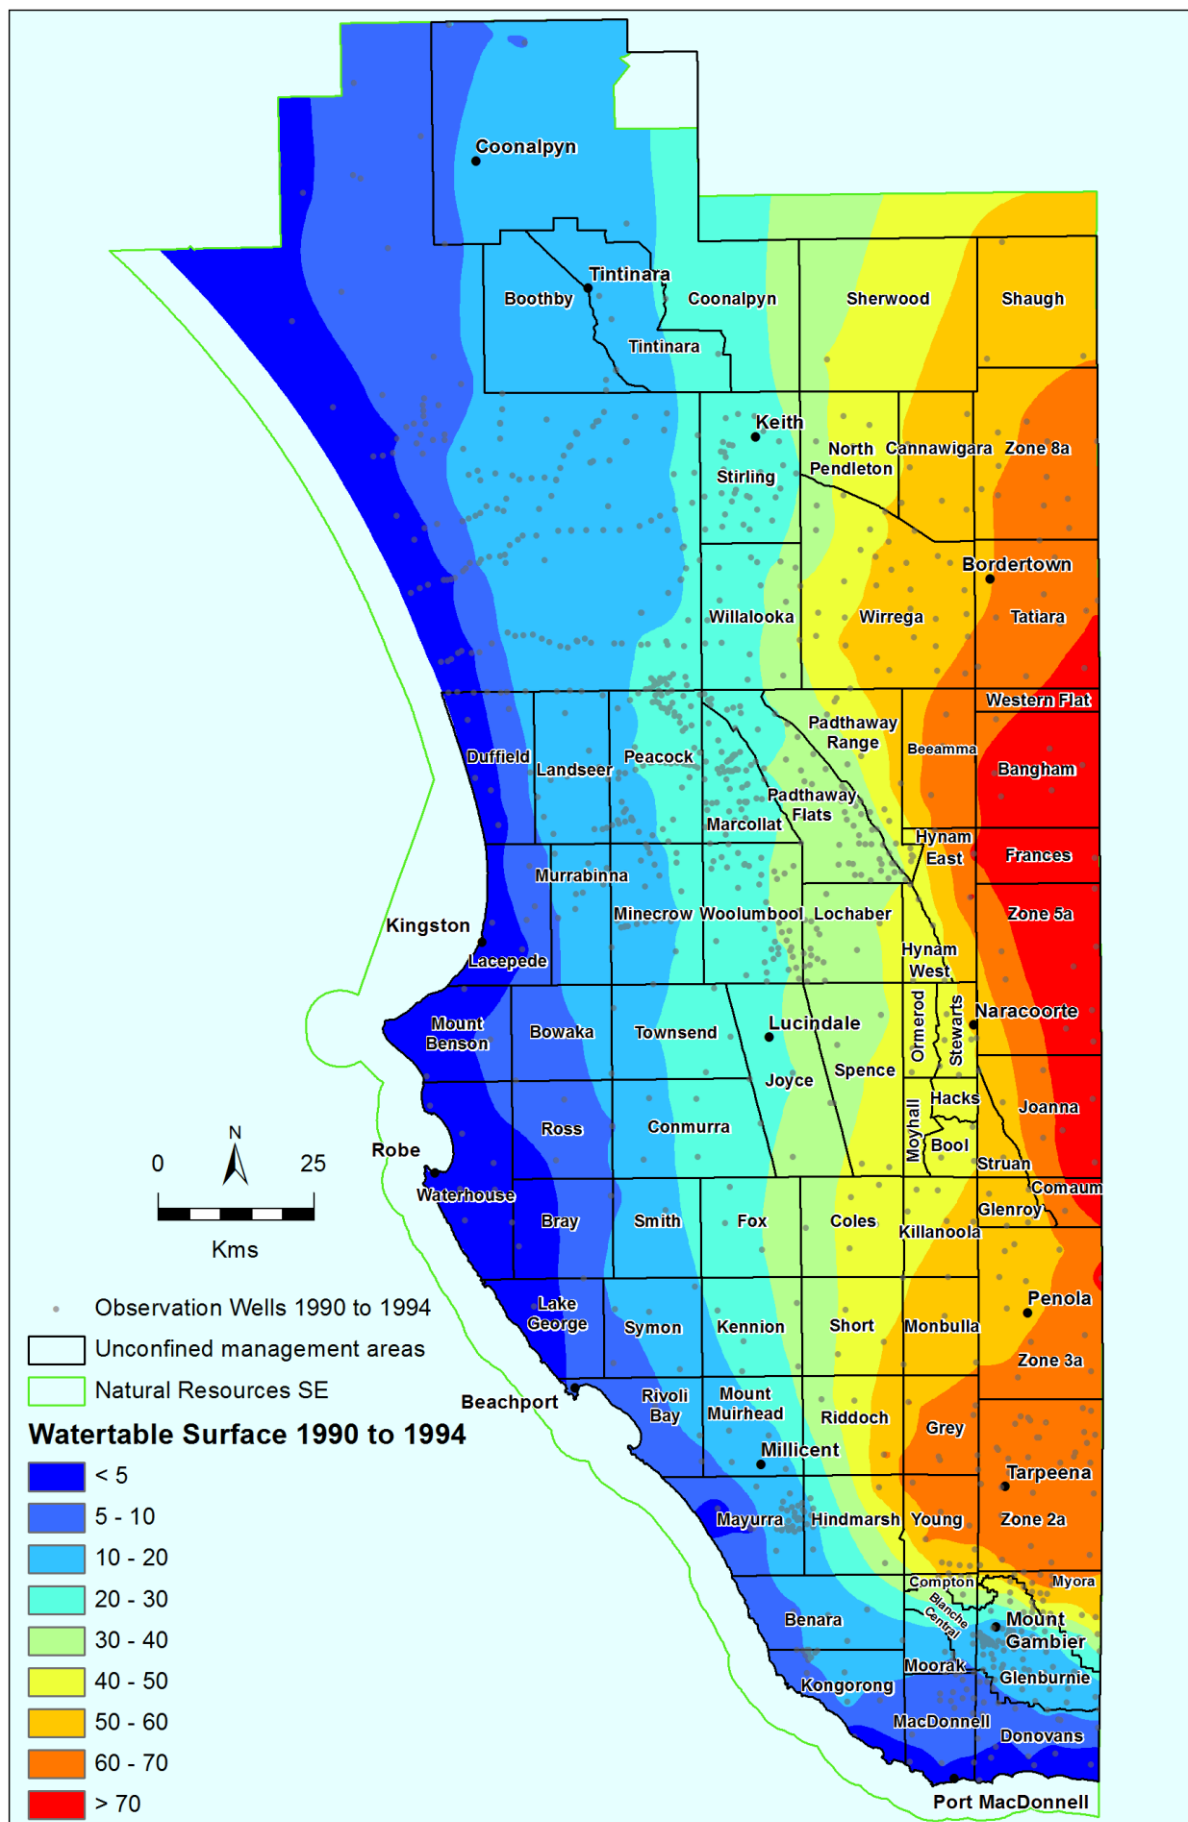 Coonalpyn
Tintinara
Boothby
Coonalpyn
Sherwood
Shaugh
Tintinara
Keith
North
Pendleton
Cannawigara
Zone 8a
Stirling
Bordertown
Willalooka
Wirrega
Tatiara
Western Flat
Padthaway
Range
Beeamma
Duffield
Landseer
Peacock
Bangham
Padthaway
Flats
Marcollat
Hynam
East
Frances
Murrabinna
Minecrow
Woolumbool
Lochaber
Zone 5a
Kingston
Lacepede
Hynam
West
Mount
Benson
Bowaka
Townsend
Lucindale
Ormerod
Stewarts
Naracoorte
Joyce
Spence
Hacks
Joanna
Ross
Conmurra
Moyhall
Bool
Robe
Struan
Waterhouse
Comaum
Glenroy
Bray
Smith
Fox
Coles
Killanoola
N
0 25
Kms
Lake
George
Symon
Kennion
Short
Monbulla
Penola
Zone 3a
Beachport
Rivoli
Bay
Mount
Muirhead
Riddoch
Grey
Millicent
Tarpeena
Mayurra
Hindmarsh
Young
Zone 2a
Compton
Myora
Blanche
Central
Benara
Mount
Gambier
Moorak
Glenburnie
Kongorong
MacDonnell
Donovans
Port MacDonnell
Observation Wells 1990 to 1994
Unconfined management areas
Natural Resources SE
Watertable Surface 1990 to 1994
< 5
5 - 10
10 - 20
20 - 30
30 - 40
40 - 50
50 - 60
60 - 70
> 70